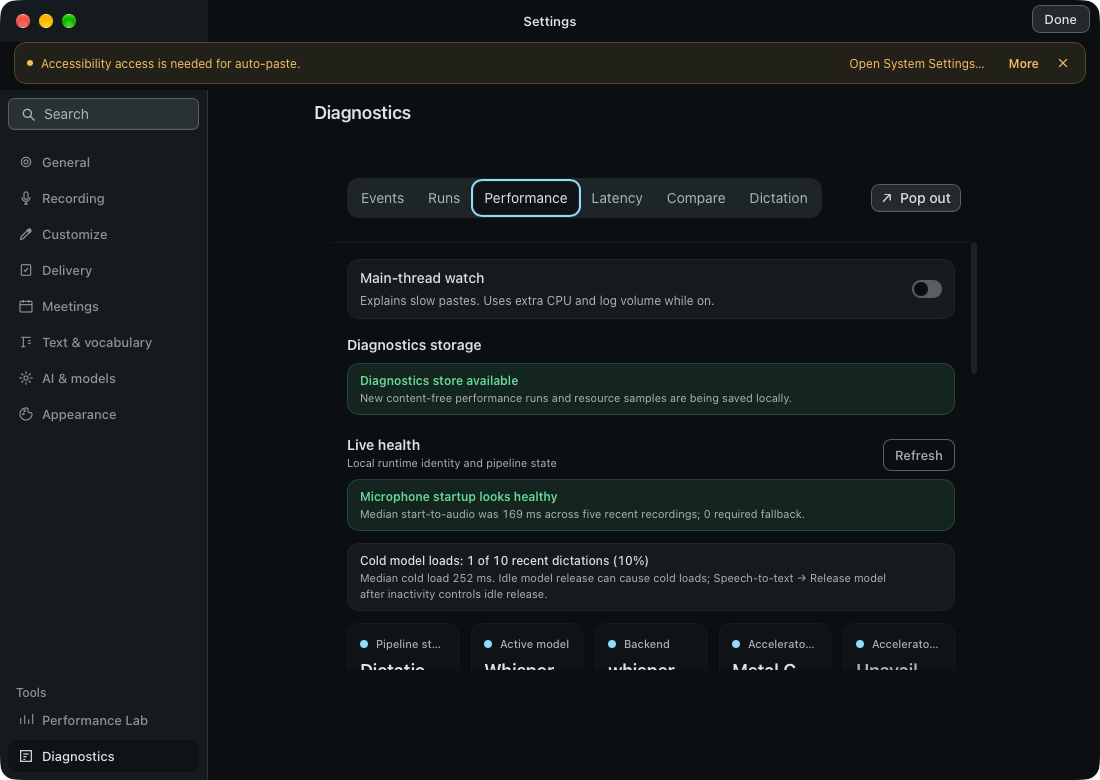 Settings
Done
Accessibility access is needed for auto-paste.
Open System Settings...
More
Search
General
Recording
Customize
Delivery
Meetings
Text & vocabulary
AI & models
Appearance
Tools
Performance Lab
Diagnostics
Diagnostics
Events
Runs
Performance
Latency
Compare
Dictation
Pop out
Main-thread watch
Explains slow pastes. Uses extra CPU and log volume while on.
Diagnostics storage
Diagnostics store available
New content-free performance runs and resource samples are being saved locally.
Live health
Local runtime identity and pipeline state
Refresh
Microphone startup looks healthy
Median start-to-audio was 169 ms across five recent recordings; 0 required fallback.
Cold model loads: 1 of 10 recent dictations (10%)
Median cold load 252 ms. Idle model release can cause cold loads; Speech-to-text → Release model
after inactivity controls idle release.
Pipeline st...
Active model
Backend
Accelerato...
Accelerato...
Dictatio
Whisper
whisper
Metal
Unavail